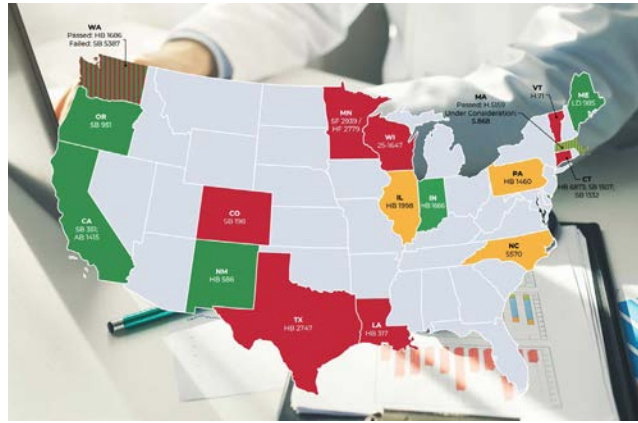 WA
Passed: HB 1686
Failed: SB 5387
OR
SB 951
CA
SB 351;
AB 1415
CO
SB 198
NM
HB 586
TX
HB 2747
MN
SF 2939 /
HF 2779
WI
25-1647
IL
HB 1998
IN
HB 1666
LA
HB 317
MA
Passed: H.5159
Under Consideration:
S.868
VT
H.71
ME
LD 985
PA
HB 1460
CT
HB 6873; SB 1507;
SB 1332
NC
S570